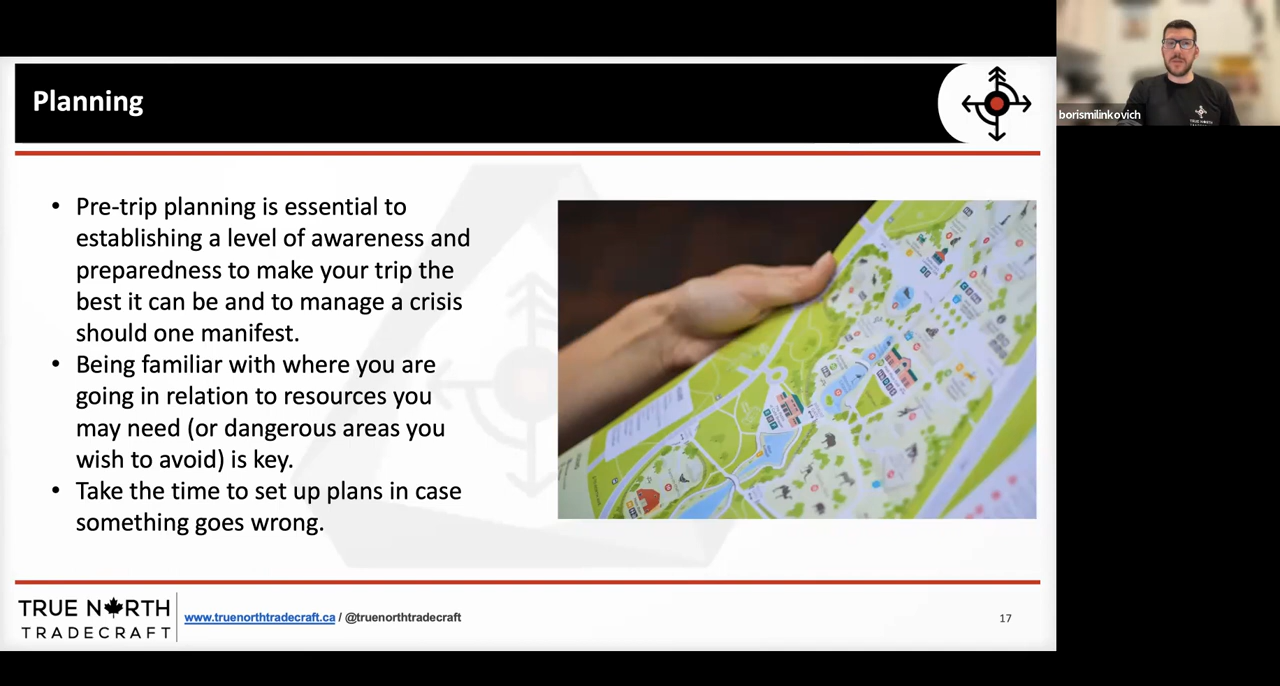 Planning
borismilinkovich
TRUE NORTH
TRADECRAFT
• Pre-trip planning is essential to
establishing a level of awareness and
preparedness to make your trip the
best it can be and to manage a crisis
should one manifest.
• Being familiar with where you are
going in relation to resources you
may need (or dangerous areas you
wish to avoid) is key.
• Take the time to set up plans in case
something goes wrong.
TRUE NORTH
TRADECRAFT
www.truenorthtradecraft.ca / @truenorthtradecraft
17